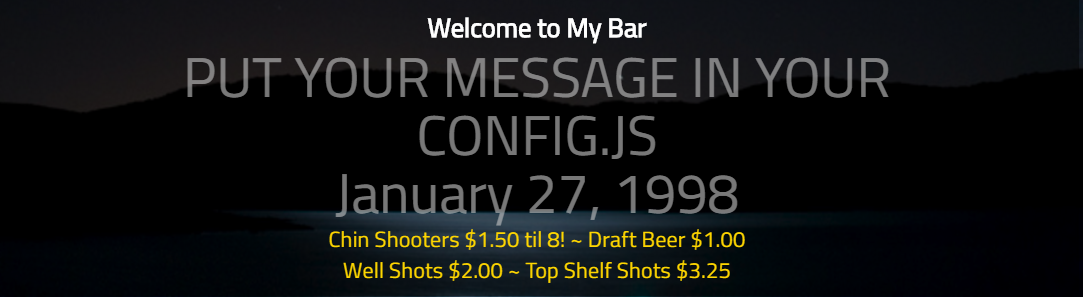 Welcome to My Bar
PUT YOUR MESSAGE IN YOUR
CONFIG.JS
January 27, 1998
Chin Shooters $1.50 til 8! ~ Draft Beer $1.00
Well Shots $2.00 ~ Top Shelf Shots $3.25